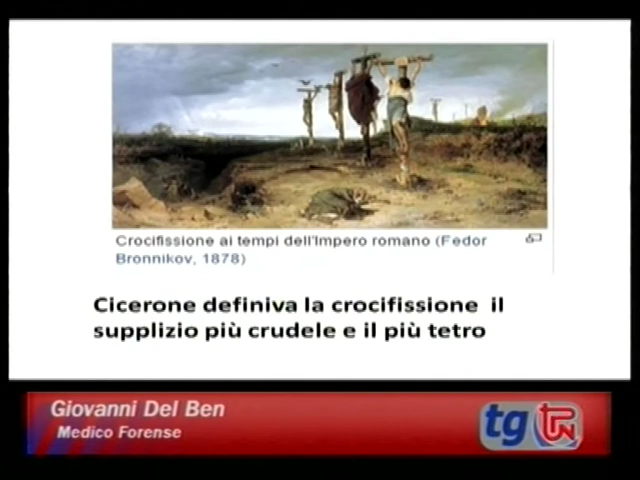 Crocifissione ai tempi dell'Impero romano (Fedor
Bronnikov, 1878)
Cicerone definiva la crocifissione il
supplizio più crudele e il più tetro
Giovanni Del Ben
Medico Forense
tg TPN